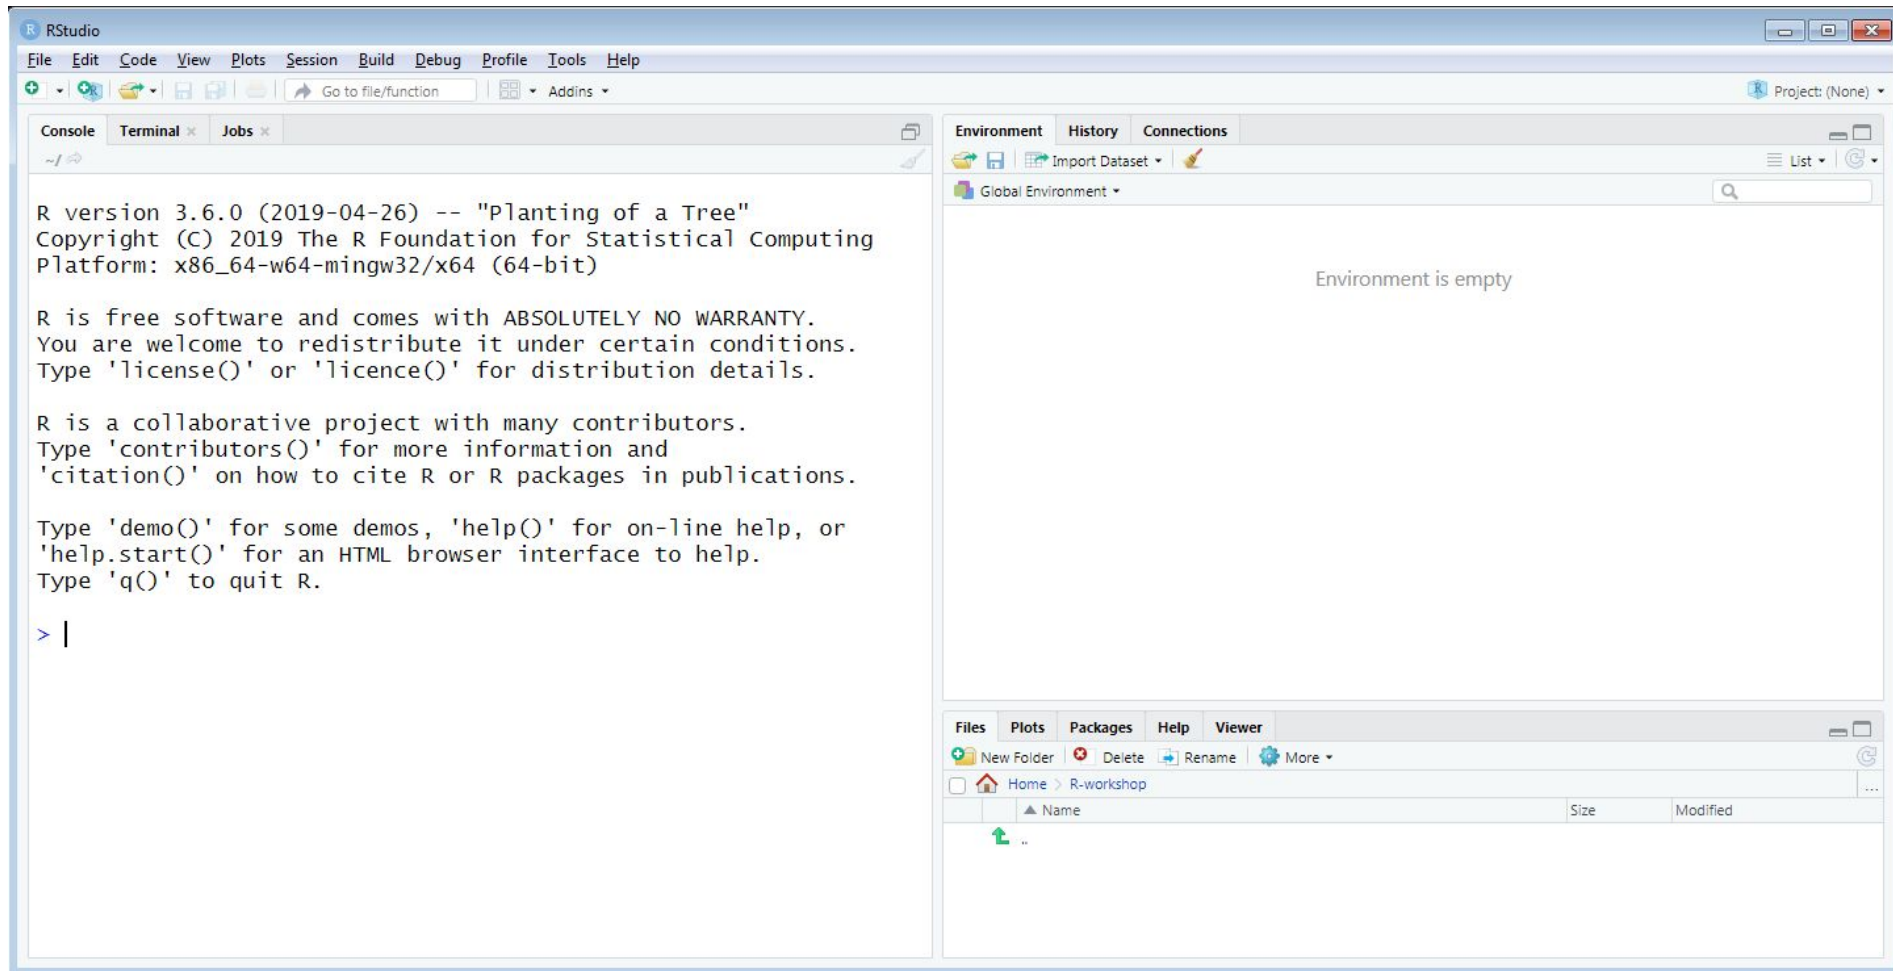 RStudio
File Edit Code View Plots Session Build Debug Profile Tools Help
Go to file/function Addins Project: (None)
Console Terminal Jobs
~/
R version 3.6.0 (2019-04-26) -- "Planting of a Tree"
Copyright (C) 2019 The R Foundation for Statistical Computing
Platform: x86_64-w64-mingw32/x64 (64-bit)
R is free software and comes with ABSOLUTELY NO WARRANTY.
You are welcome to redistribute it under certain conditions.
Type 'license()' or 'licence()' for distribution details.
R is a collaborative project with many contributors.
Type 'contributors()' for more information and
'citation()' on how to cite R or R packages in publications.
Type 'demo()' for some demos, 'help()' for on-line help, or
'help.start()' for an HTML browser interface to help.
Type 'q()' to quit R.
>
Environment History Connections
Import Dataset List
Global Environment
Environment is empty
Files Plots Packages Help Viewer
New Folder Delete Rename More
Home > R-workshop ...
Name Size Modified
..